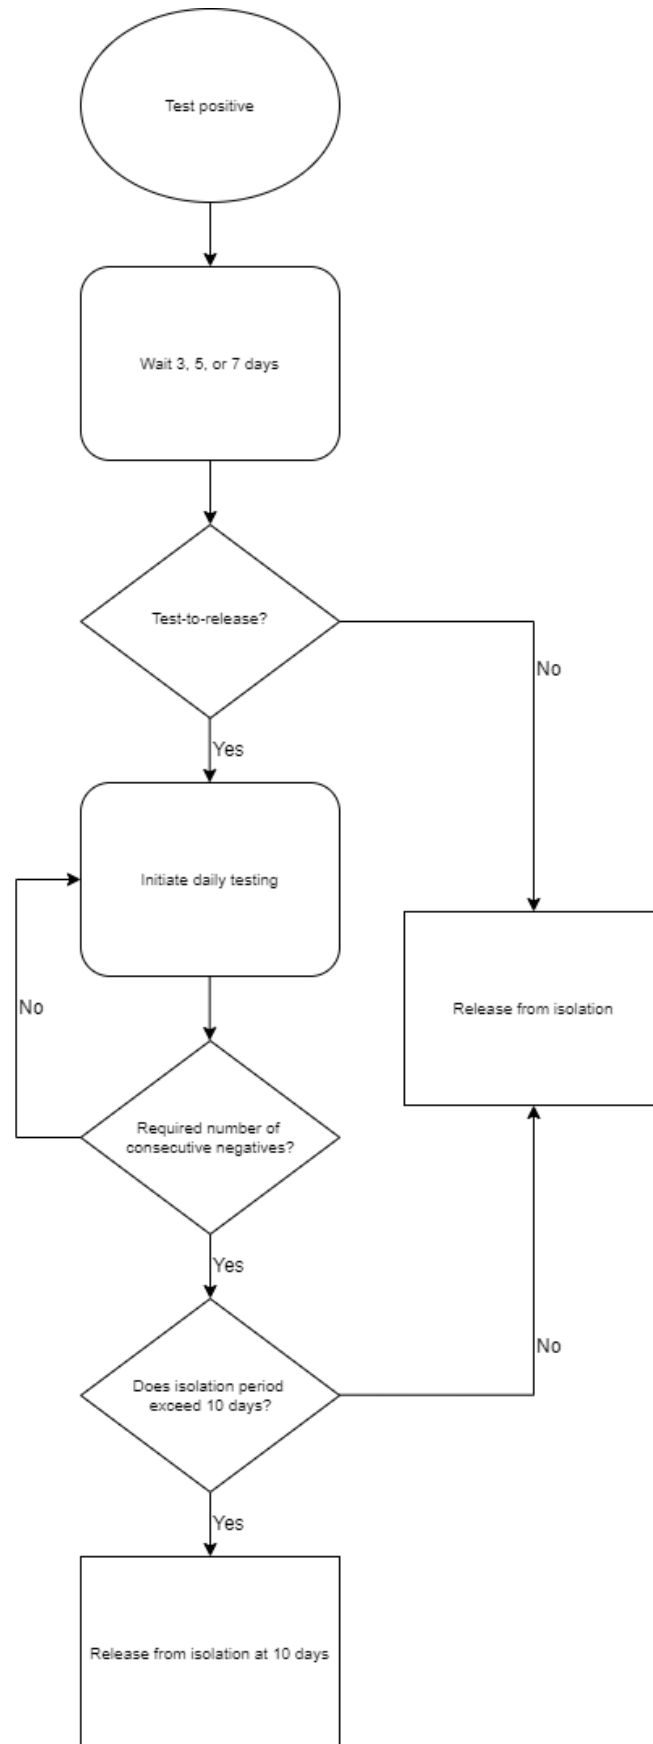 Test positive
Wait 3, 5, or 7 days
Test-to-release?
No
Yes
Initiate daily testing
No
Release from isolation
Required number of
consecutive negatives?
Yes
Does isolation period
exceed 10 days?
No
Yes
Release from isolation at 10 days